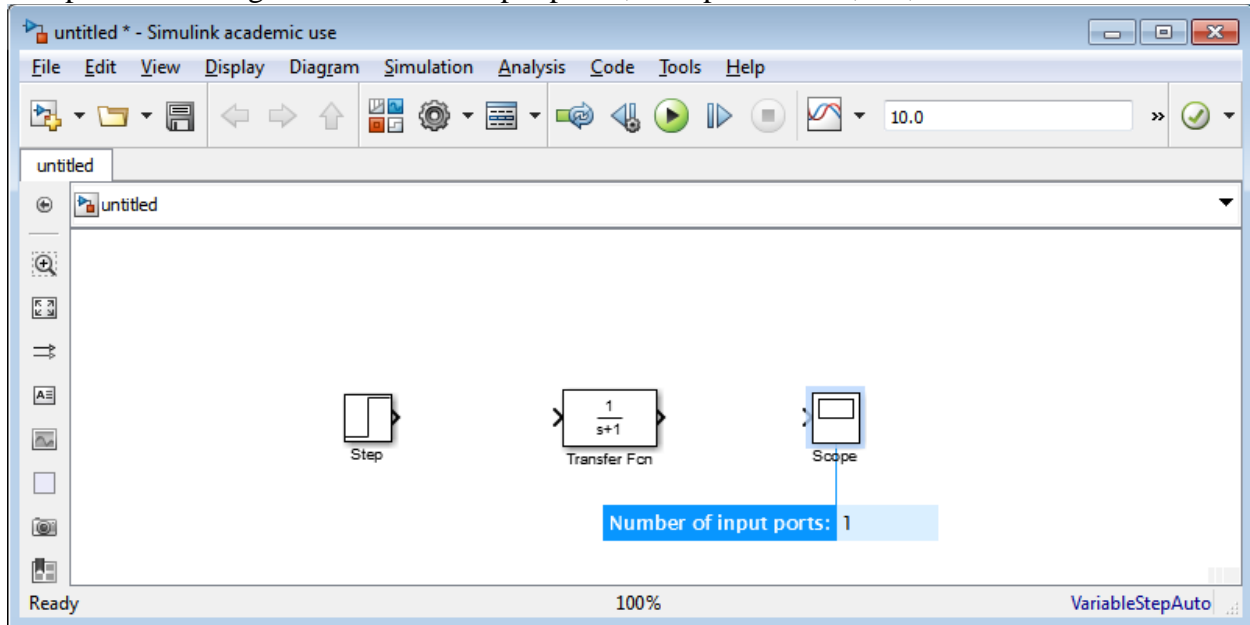 untitled * - Simulink academic use
File Edit View Display Diagram Simulation Analysis Code Tools Help
10.0 »
untitled
untitled
1
s+1
Step Transfer Fcn Scope
Number of input ports: 1
Ready 100% VariableStepAuto